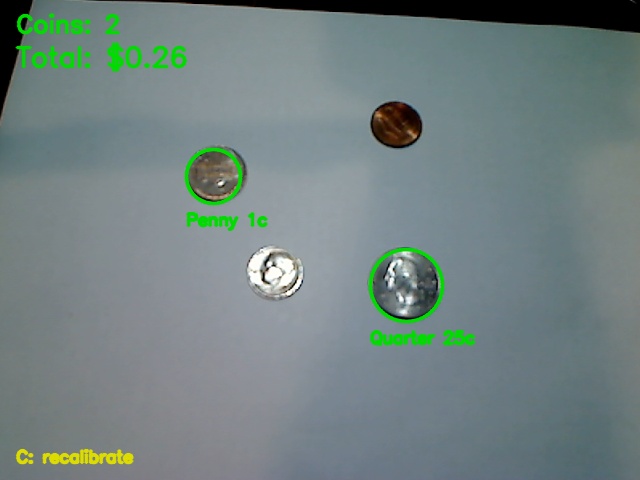 Coins: 2
Total: $0.26
Penny 1c
Quarter 25c
C: recalibrate